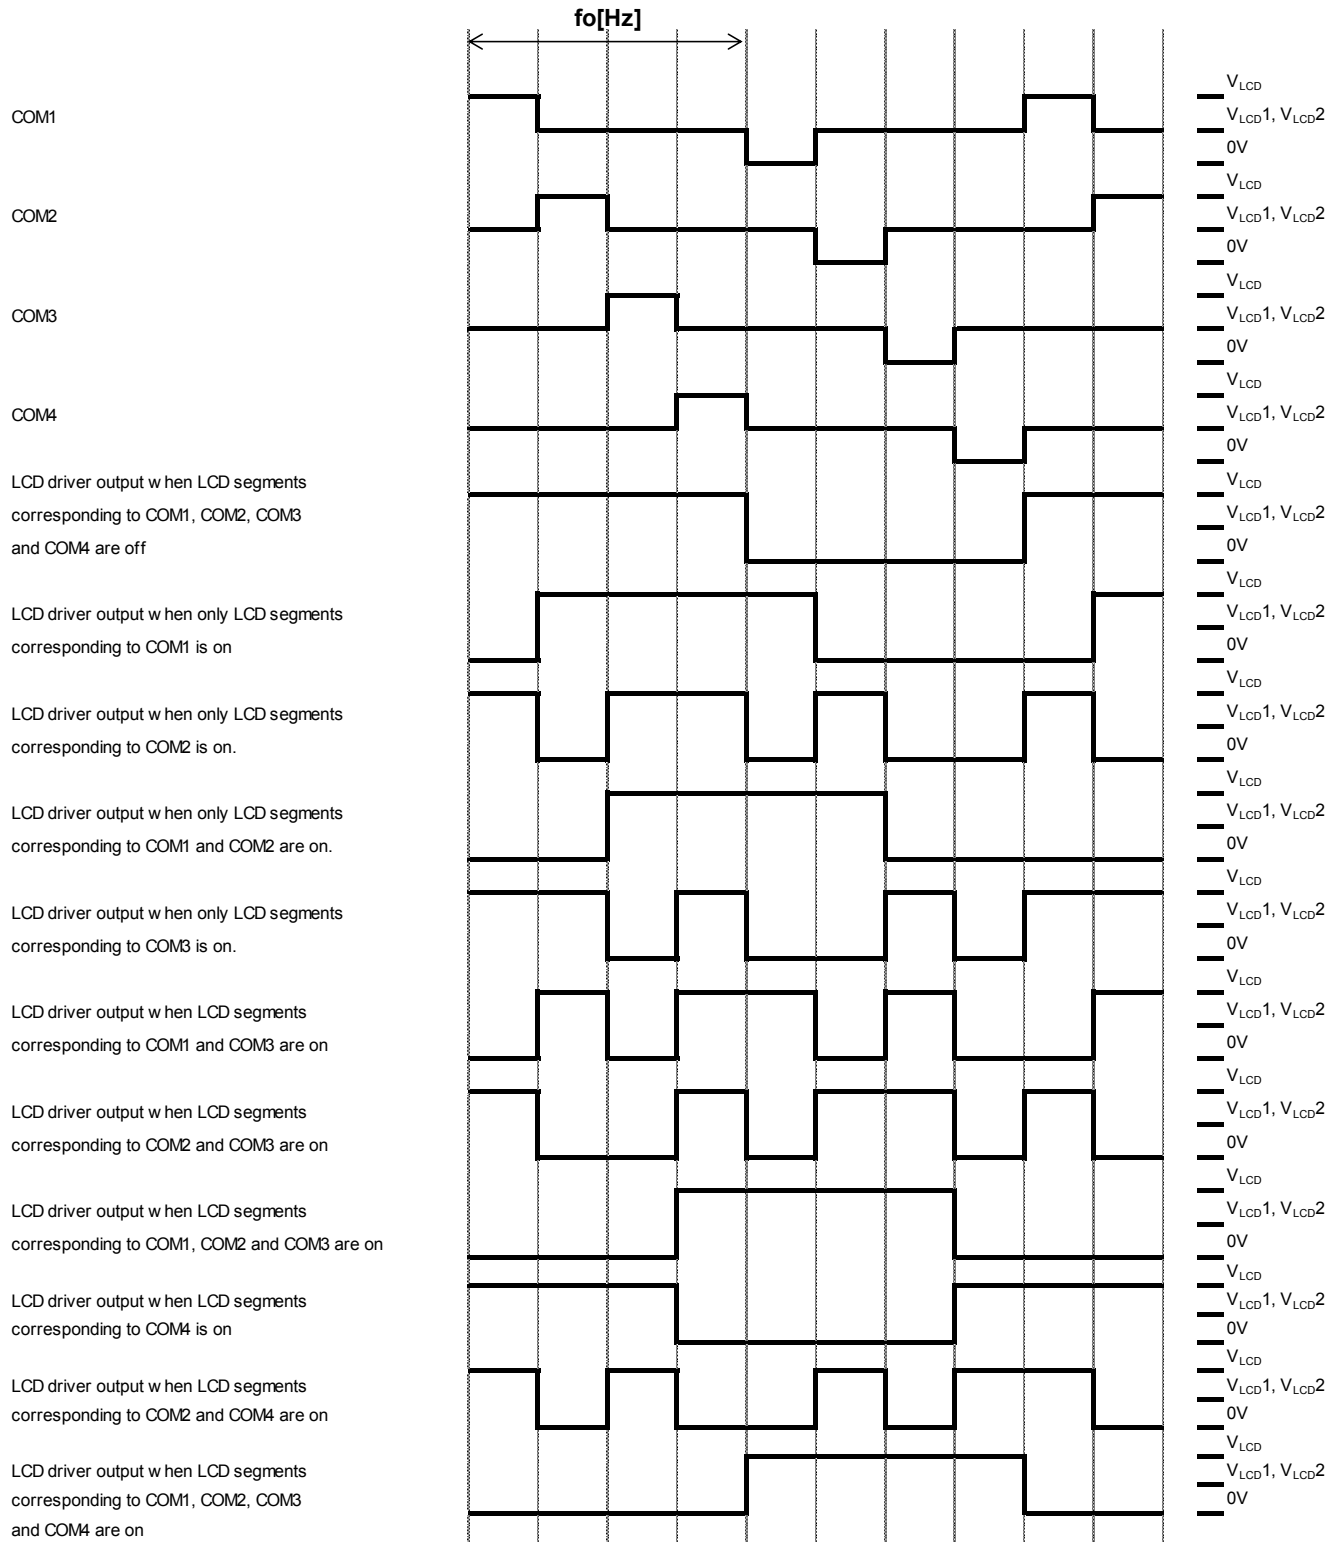 fo[Hz]
COM1
VLCD
VLCD1, VLCD2
0V
COM2
VLCD
VLCD1, VLCD2
0V
COM3
VLCD
VLCD1, VLCD2
0V
COM4
VLCD
VLCD1, VLCD2
0V
LCD driver output w hen LCD segments
corresponding to COM1, COM2, COM3
and COM4 are off
VLCD
VLCD1, VLCD2
0V
LCD driver output w hen only LCD segments
corresponding to COM1 is on
VLCD
VLCD1, VLCD2
0V
LCD driver output w hen only LCD segments
corresponding to COM2 is on.
VLCD
VLCD1, VLCD2
0V
LCD driver output w hen only LCD segments
corresponding to COM1 and COM2 are on.
VLCD
VLCD1, VLCD2
0V
LCD driver output w hen only LCD segments
corresponding to COM3 is on.
VLCD
VLCD1, VLCD2
0V
LCD driver output w hen LCD segments
corresponding to COM1 and COM3 are on
VLCD
VLCD1, VLCD2
0V
LCD driver output w hen LCD segments
corresponding to COM2 and COM3 are on
VLCD
VLCD1, VLCD2
0V
LCD driver output w hen LCD segments
corresponding to COM1, COM2 and COM3 are on
VLCD
VLCD1, VLCD2
0V
LCD driver output w hen LCD segments
corresponding to COM4 is on
VLCD
VLCD1, VLCD2
0V
LCD driver output w hen LCD segments
corresponding to COM2 and COM4 are on
VLCD
VLCD1, VLCD2
0V
LCD driver output w hen LCD segments
corresponding to COM1, COM2, COM3
and COM4 are on
VLCD
VLCD1, VLCD2
0V